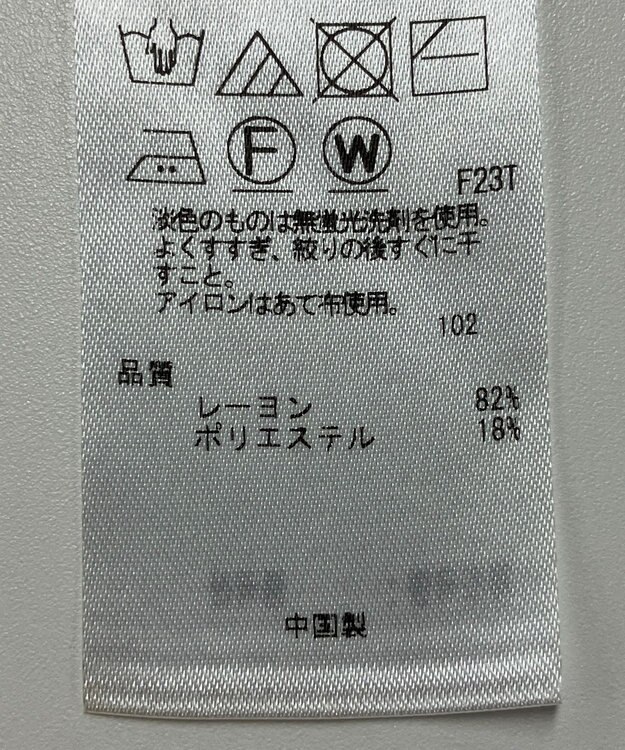 F W
F23T
淡色のものは無蛍光洗剤を使用。
よくすすぎ、絞りの後すぐに干
すこと。
アイロンはあて布使用。
102
品質
レーヨン 82%
ポリエステル 18%
中国製